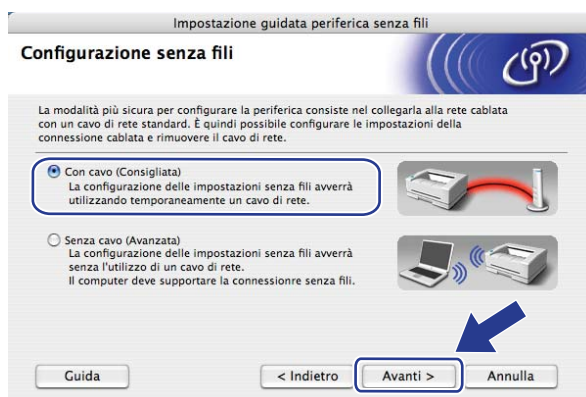 Impostazione guidata periferica senza fili
Configurazione senza fili
La modalità più sicura per configurare la periferica consiste nel collegarla alla rete cablata
con un cavo di rete standard. È quindi possibile configurare le impostazioni della
connessione cablata e rimuovere il cavo di rete.
Con cavo (Consigliata)
La configurazione delle impostazioni senza fili avverrà
utilizzando temporaneamente un cavo di rete.
Senza cavo (Avanzata)
La configurazione delle impostazioni senza fili avverrà
senza l'utilizzo di un cavo di rete.
Il computer deve supportare la connessionre senza fili.
Guida
< Indietro
Avanti >
Annulla